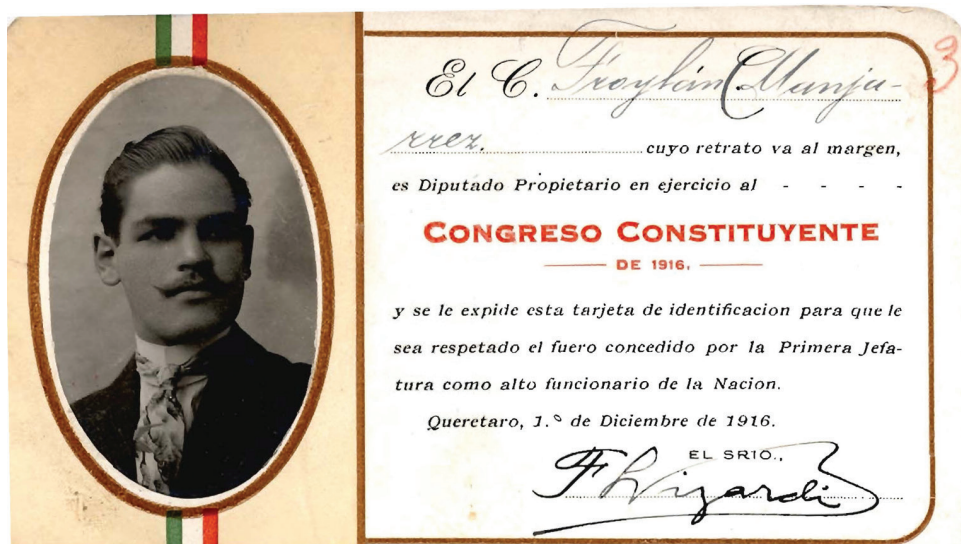 3
El C. Froylán C. Manja-
rrez. cuyo retrato va al margen,
es Diputado Propietario en ejercicio al - - - -
CONGRESO CONSTITUYENTE
DE 1916,
y se le expide esta tarjeta de identificacion para que le
sea respetado el fuero concedido por la Primera Jefa-
tura como alto funcionario de la Nacion.
Queretaro, 1.º de Diciembre de 1916.
EL SRIO.,
F Lizardi